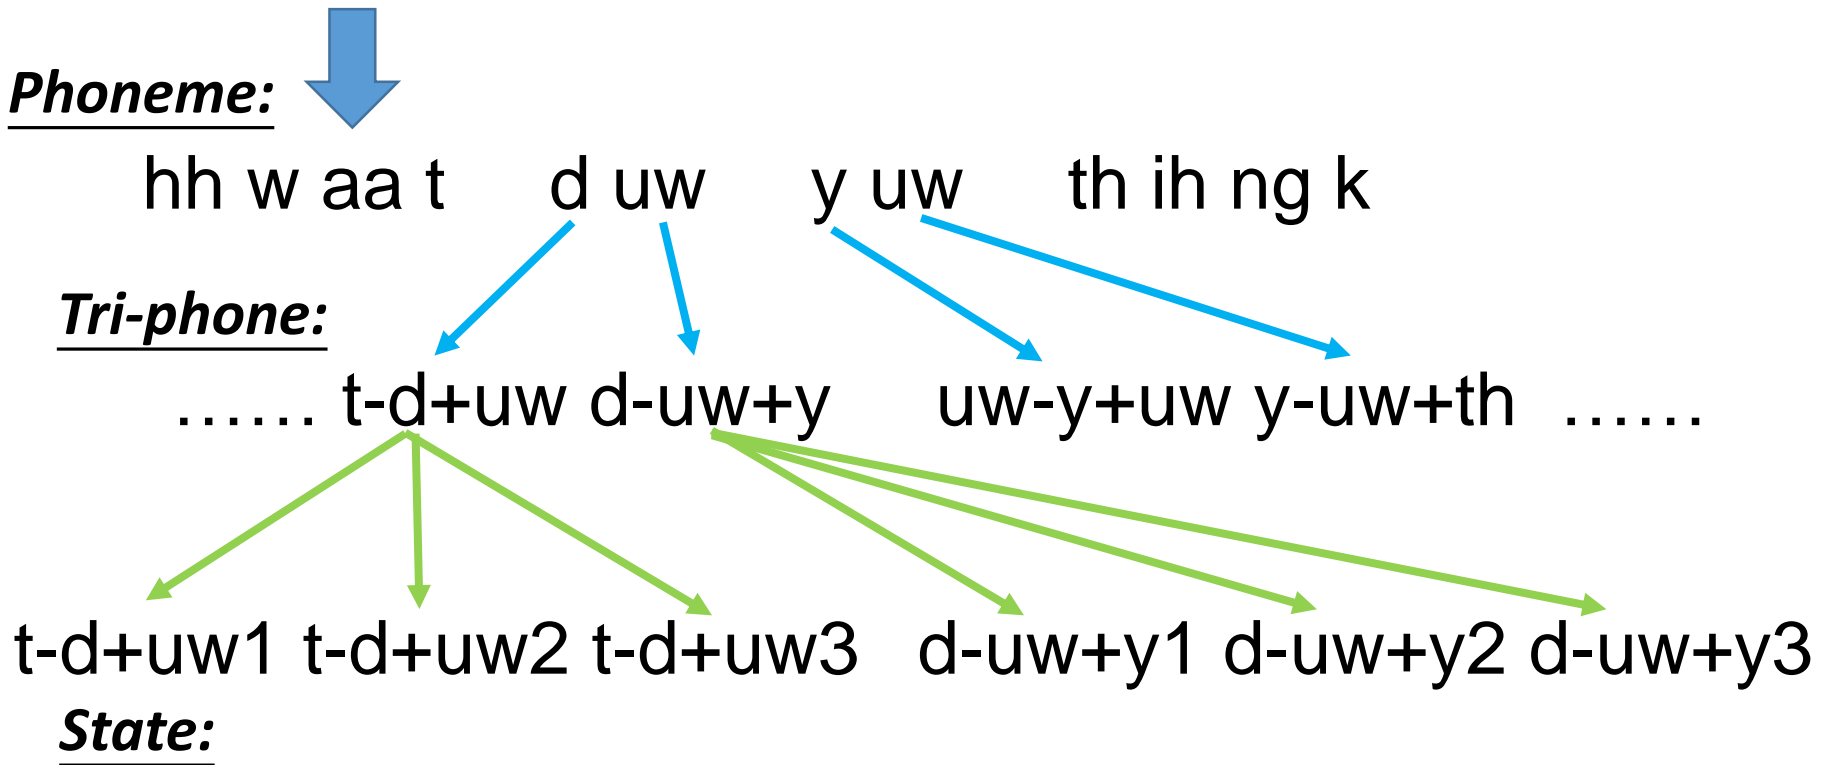 Phoneme:
hh w aa t d uw y uw th ih ng k
Tri-phone:
...... t-d+uw d-uw+y uw-y+uw y-uw+th ......
t-d+uw1 t-d+uw2 t-d+uw3 d-uw+y1 d-uw+y2 d-uw+y3
State: